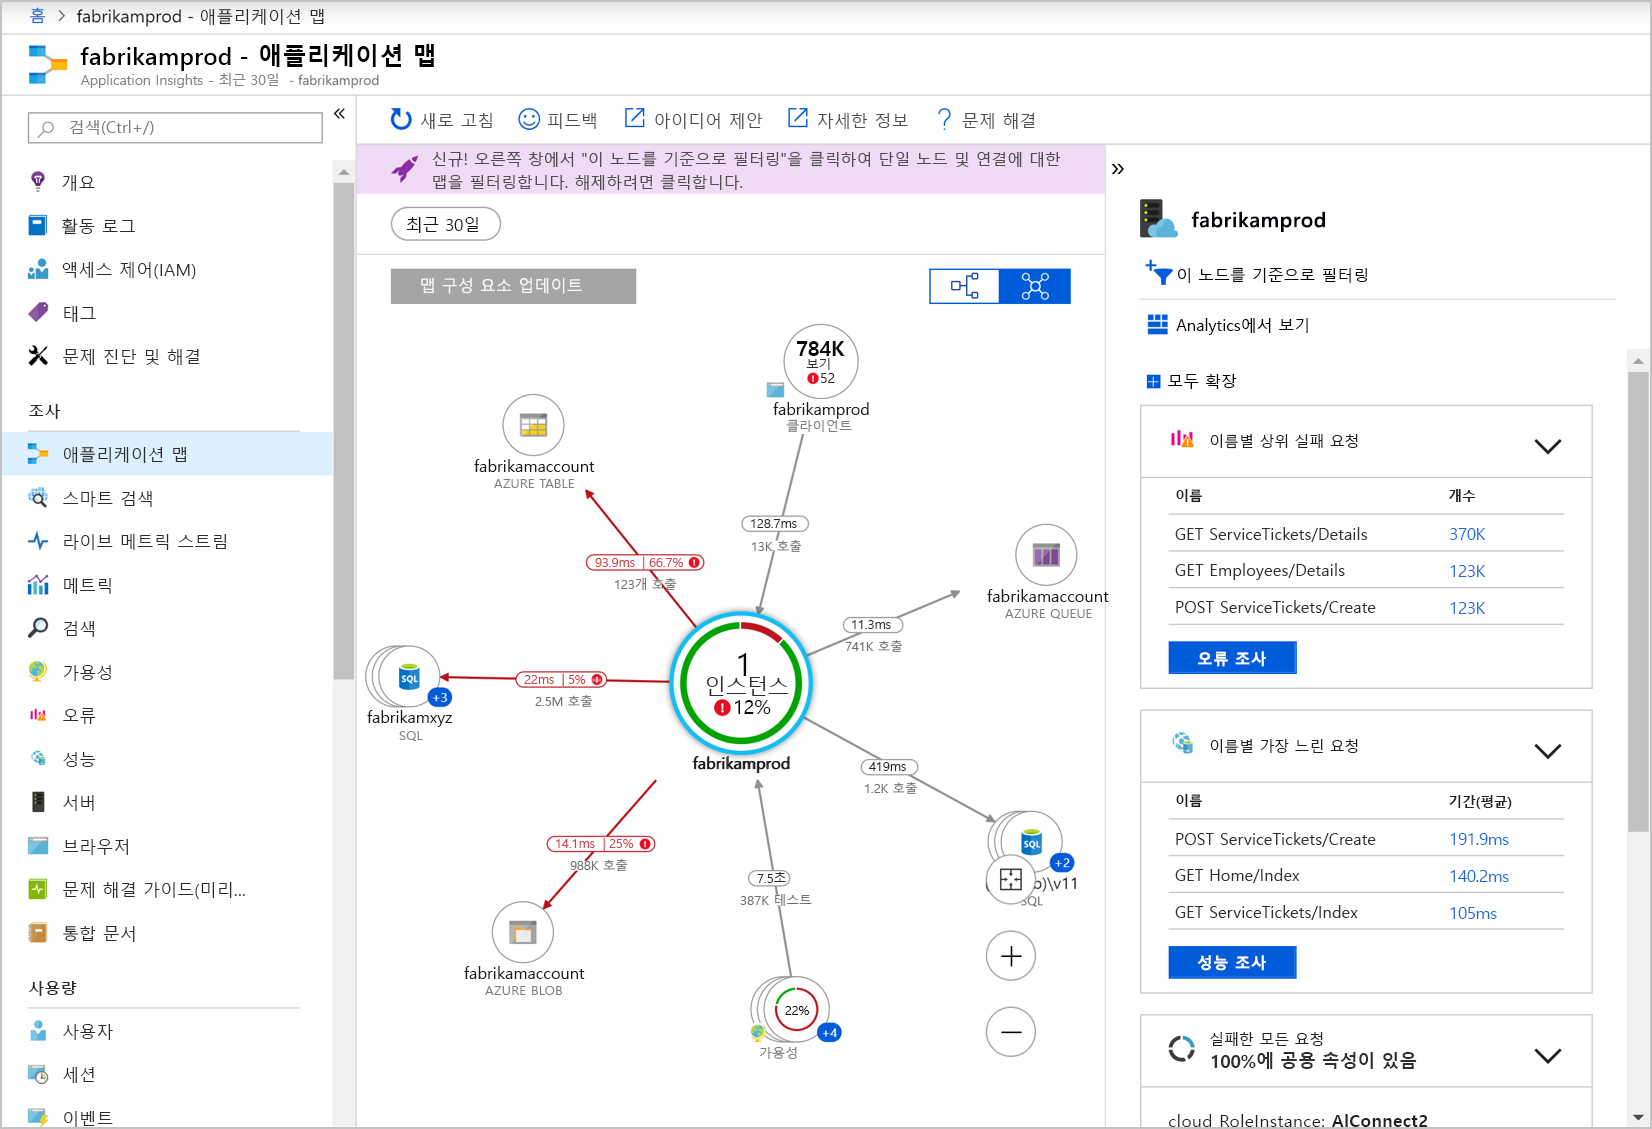 홈 > fabrikamprod - 애플리케이션 맵
fabrikamprod - 애플리케이션 맵
Application Insights - 최근 30일 - fabrikamprod
검색(Ctrl+/)
«
개요
활동 로그
액세스 제어(IAM)
태그
문제 진단 및 해결
조사
애플리케이션 맵
스마트 검색
라이브 메트릭 스트림
메트릭
검색
가용성
오류
성능
서버
브라우저
문제 해결 가이드(미리...
통합 문서
사용량
사용자
세션
이벤트
새로 고침
피드백
아이디어 제안
자세한 정보
문제 해결
신규! 오른쪽 창에서 "이 노드를 기준으로 필터링"을 클릭하여 단일 노드 및 연결에 대한
맵을 필터링합니다. 해제하려면 클릭합니다.
최근 30일
맵 구성 요소 업데이트
784K
보기
52
fabrikamprod
클라이언트
fabrikamaccount
AZURE TABLE
128.7ms
13K 호출
93.9ms | 66.7%
123개 호출
fabrikamaccount
AZURE QUEUE
11.3ms
741K 호출
SQL
+3
fabrikamxyz
SQL
22ms | 5%
2.5M 호출
1
인스턴스
12%
fabrikamprod
419ms
1.2K 호출
14.1ms | 25%
988K 호출
SQL
+2
b)\v11
SQL
7.5초
387K 테스트
fabrikamaccount
AZURE BLOB
22%
+4
가용성
»
fabrikamprod
이 노드를 기준으로 필터링
Analytics에서 보기
모두 확장
이름별 상위 실패 요청
이름 개수
GET ServiceTickets/Details 370K
GET Employees/Details 123K
POST ServiceTickets/Create 123K
오류 조사
이름별 가장 느린 요청
이름 기간(평균)
POST ServiceTickets/Create 191.9ms
GET Home/Index 140.2ms
GET ServiceTickets/Index 105ms
성능 조사
실패한 모든 요청
100%에 공용 속성이 있음
cloud_RoleInstance: AlConnect2